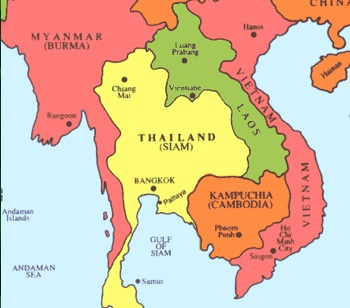 CHINA
Hanoi
MYANMAR
(BURMA)
Luang
Prabang
Hainan
Chiang
Mai
Vientiane
VIETNAM
Rangoon
LAOS
THAILAND
(SIAM)
BANGKOK
Pattaya
KAMPUCHIA
(CAMBODIA)
VIETNAM
Andaman
Islands
Phnom
Penh
Ho
Chi
Minh
City
GULF
OF
SIAM
Saigon
ANDAMAN
SEA
Samui